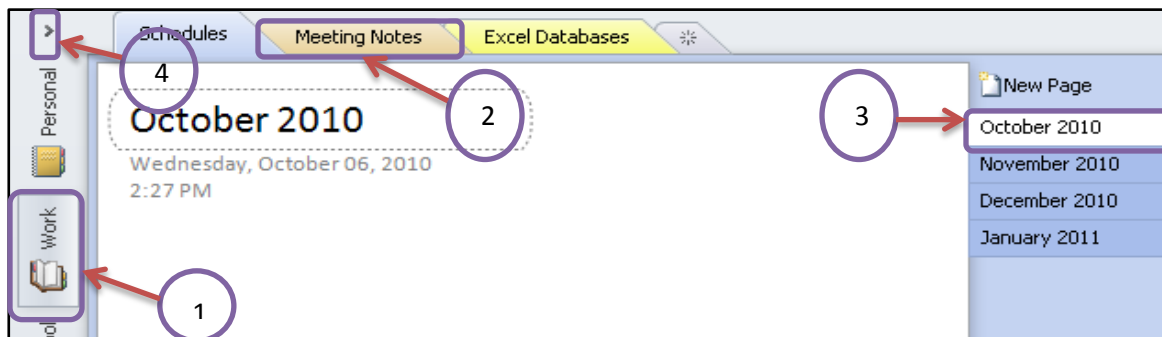 Schedules
Meeting Notes
Excel Databases
4
2
3
1
Personal
Work
October 2010
Wednesday, October 06, 2010
2:27 PM
New Page
October 2010
November 2010
December 2010
January 2011